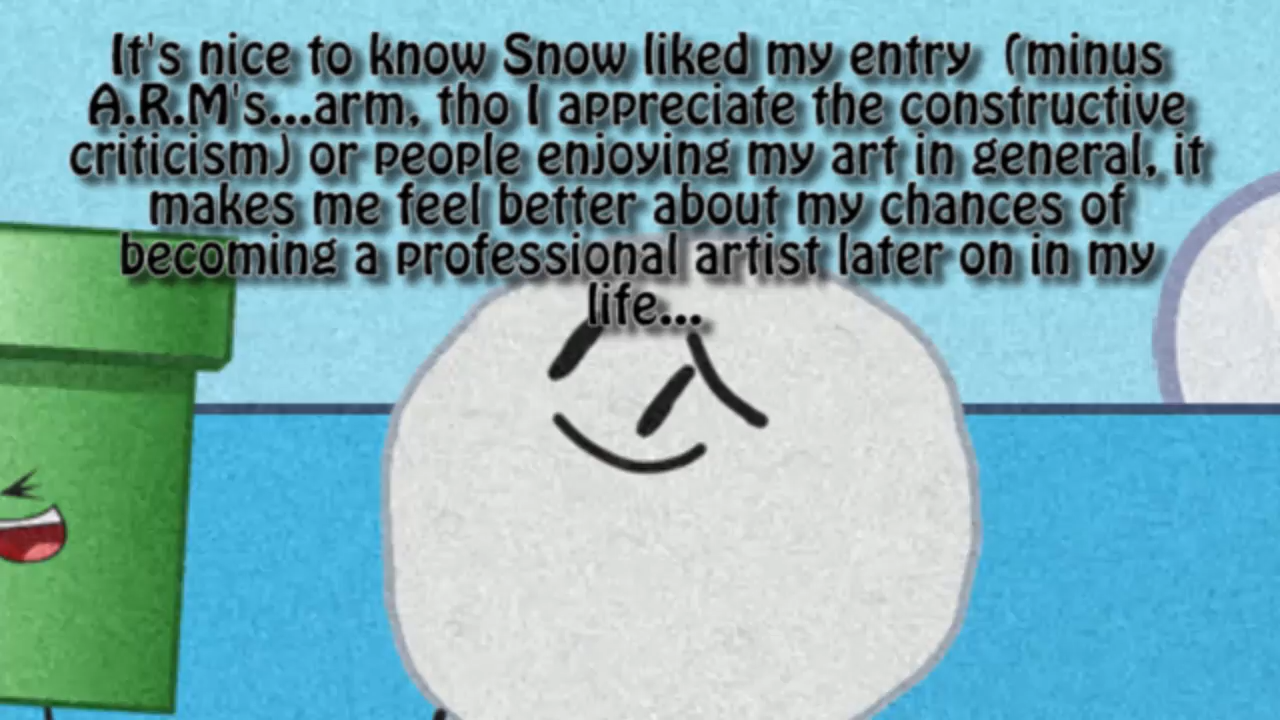 It's nice to know Snow liked my entry (minus
A.R.M's...arm, tho I appreciate the constructive
criticism) or people enjoying my art in general, it
makes me feel better about my chances of
becoming a professional artist later on in my
life...